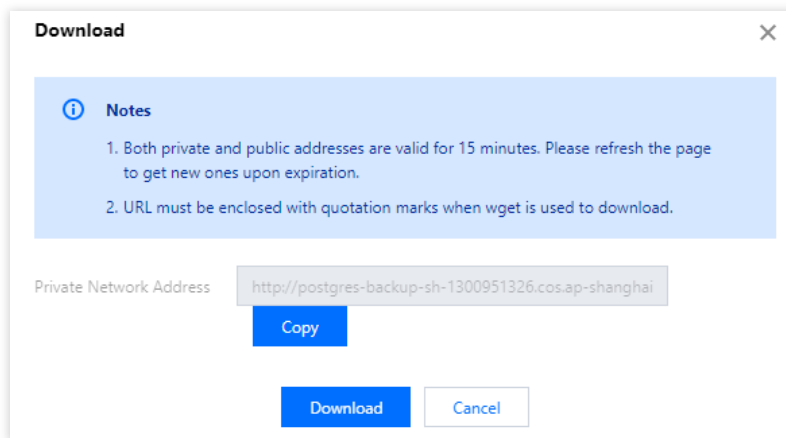 Download
Notes
1. Both private and public addresses are valid for 15 minutes. Please refresh the page
to get new ones upon expiration.
2. URL must be enclosed with quotation marks when wget is used to download.
Private Network Address http://postgres-backup-sh-1300951326.cos.ap-shanghai
Copy
Download Cancel